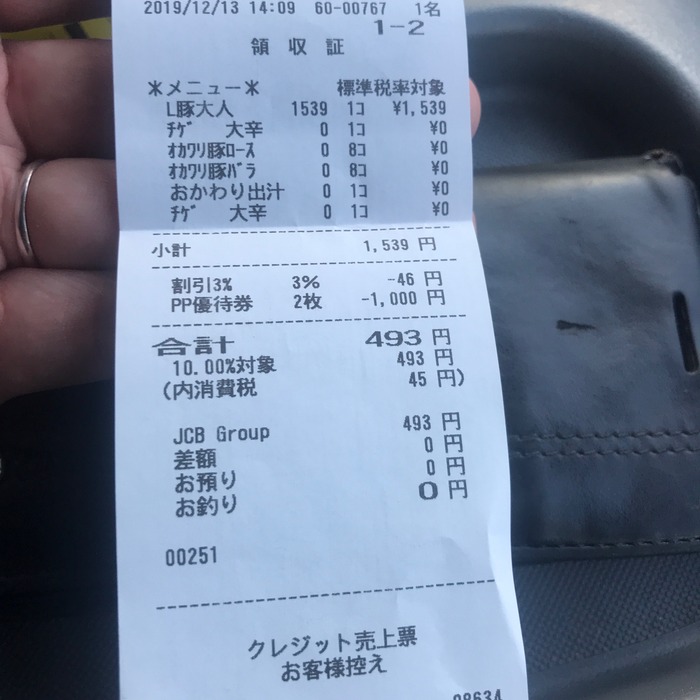 2019/12/13 14:09 60-00767 1名
1-2
領 収 証
*メニュー* 標準税率対象
L豚大人 1539 1コ ¥1,539
チゲ 大辛 0 1コ ¥0
オカワリ豚ロース 0 8コ ¥0
オカワリ豚バラ 0 8コ ¥0
おかわり出汁 0 1コ ¥0
チゲ 大辛 0 1コ ¥0
小計 1,539 円
割引3% 3% -46 円
PP優待券 2枚 -1,000 円
合計 493 円
10.00%対象 493 円
(内消費税 45 円)
JCB Group 493 円
差額 0 円
お預り 0 円
お釣り 0 円
00251
クレジット売上票
お客様控え
08634